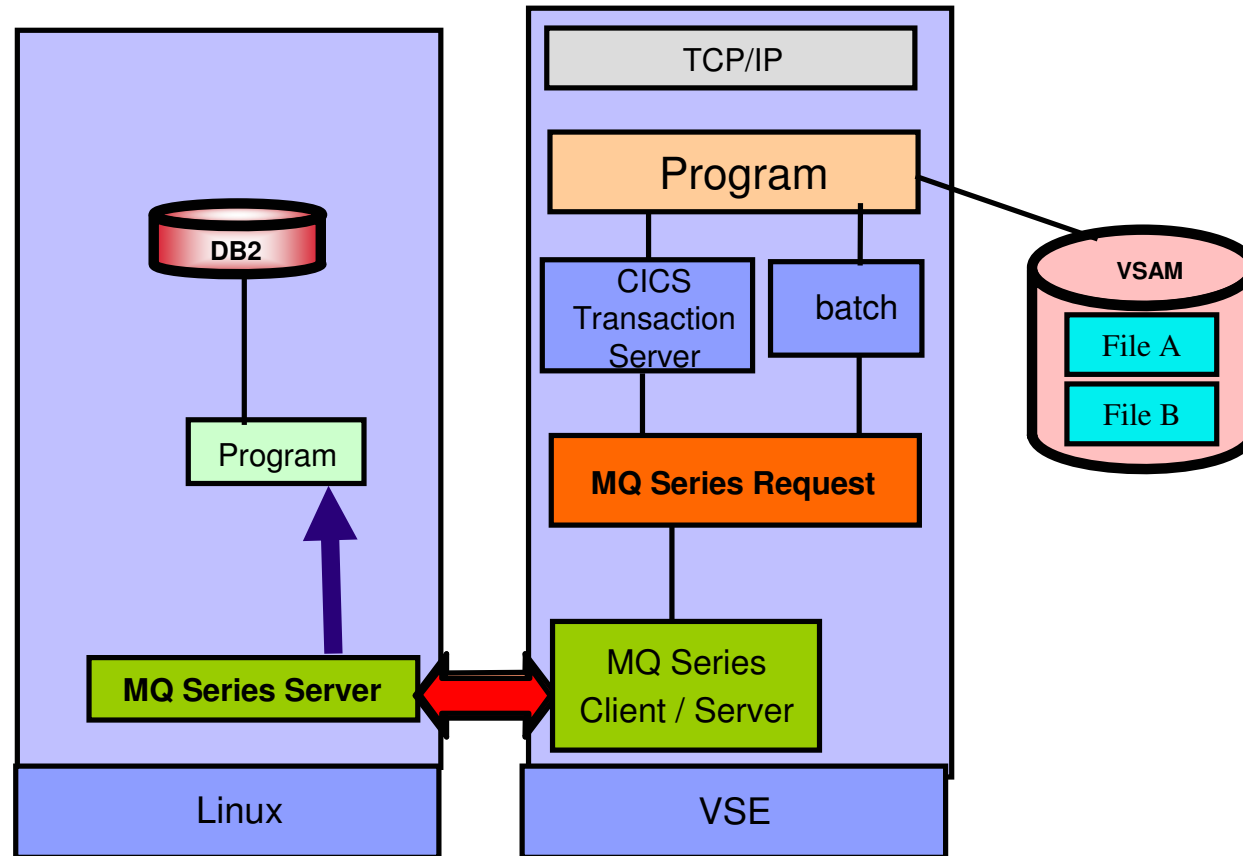 TCP/IP
Program
DB2
CICS
Transaction
Server
batch
VSAM
File A
File B
Program
MQ Series Request
MQ Series Server
MQ Series
Client / Server
Linux
VSE